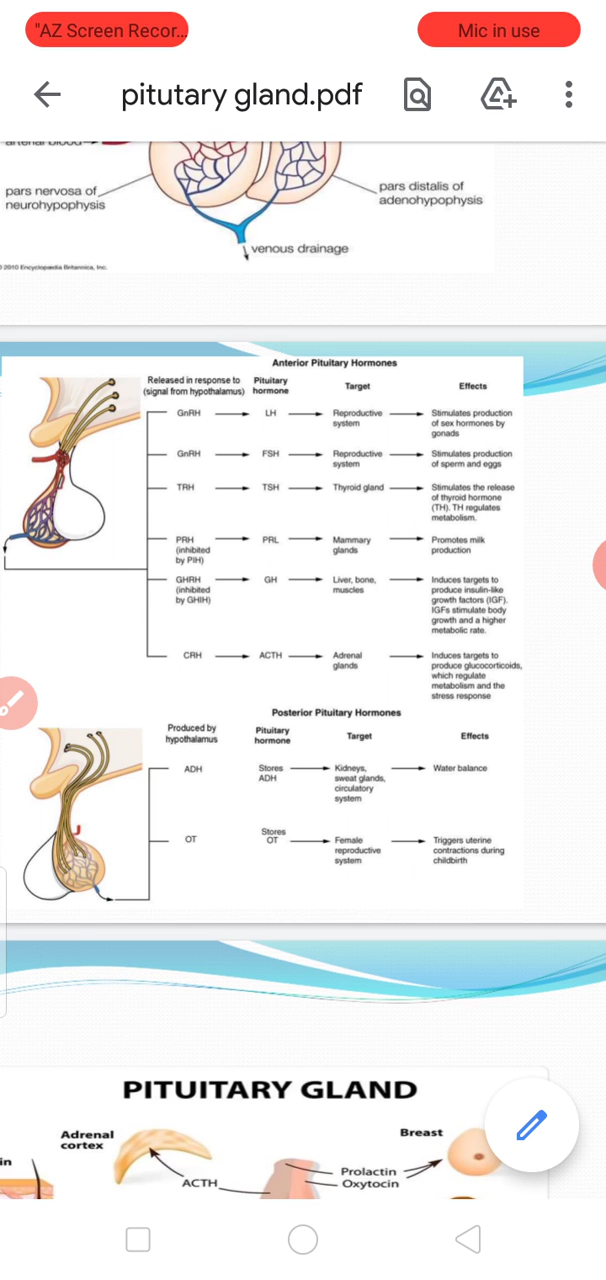 "AZ Screen Recor...
Mic in use
pitutary gland.pdf
pars nervosa of
neurohypophysis
pars distalis of
adenohypophysis
venous drainage
2010 Encyclopædia Britannica, Inc.
Anterior Pituitary Hormones
Released in response to
(signal from hypothalamus)
Pituitary
hormone
Target
Effects
GnRH
LH
Reproductive
system
Stimulates production
of sex hormones by
gonads
GnRH
FSH
Reproductive
system
Stimulates production
of sperm and eggs
TRH
TSH
Thyroid gland
Stimulates the release
of thyroid hormone
(TH). TH regulates
metabolism.
PRH
(inhibited
by PIH)
PRL
Mammary
glands
Promotes milk
production
GHRH
(inhibited
by GHIH)
GH
Liver, bone,
muscles
Induces targets to
produce insulin-like
growth factors (IGF).
IGFs stimulate body
growth and a higher
metabolic rate.
CRH
ACTH
Adrenal
glands
Induces targets to
produce glucocorticoids,
which regulate
metabolism and the
stress response
Posterior Pituitary Hormones
Produced by
hypothalamus
Pituitary
hormone
Target
Effects
ADH
Stores
ADH
Kidneys,
sweat glands,
circulatory
system
Water balance
OT
Stores
OT
Female
reproductive
system
Triggers uterine
contractions during
childbirth
PITUITARY GLAND
Adrenal
cortex
Breast
in
ACTH
Prolactin
Oxytocin